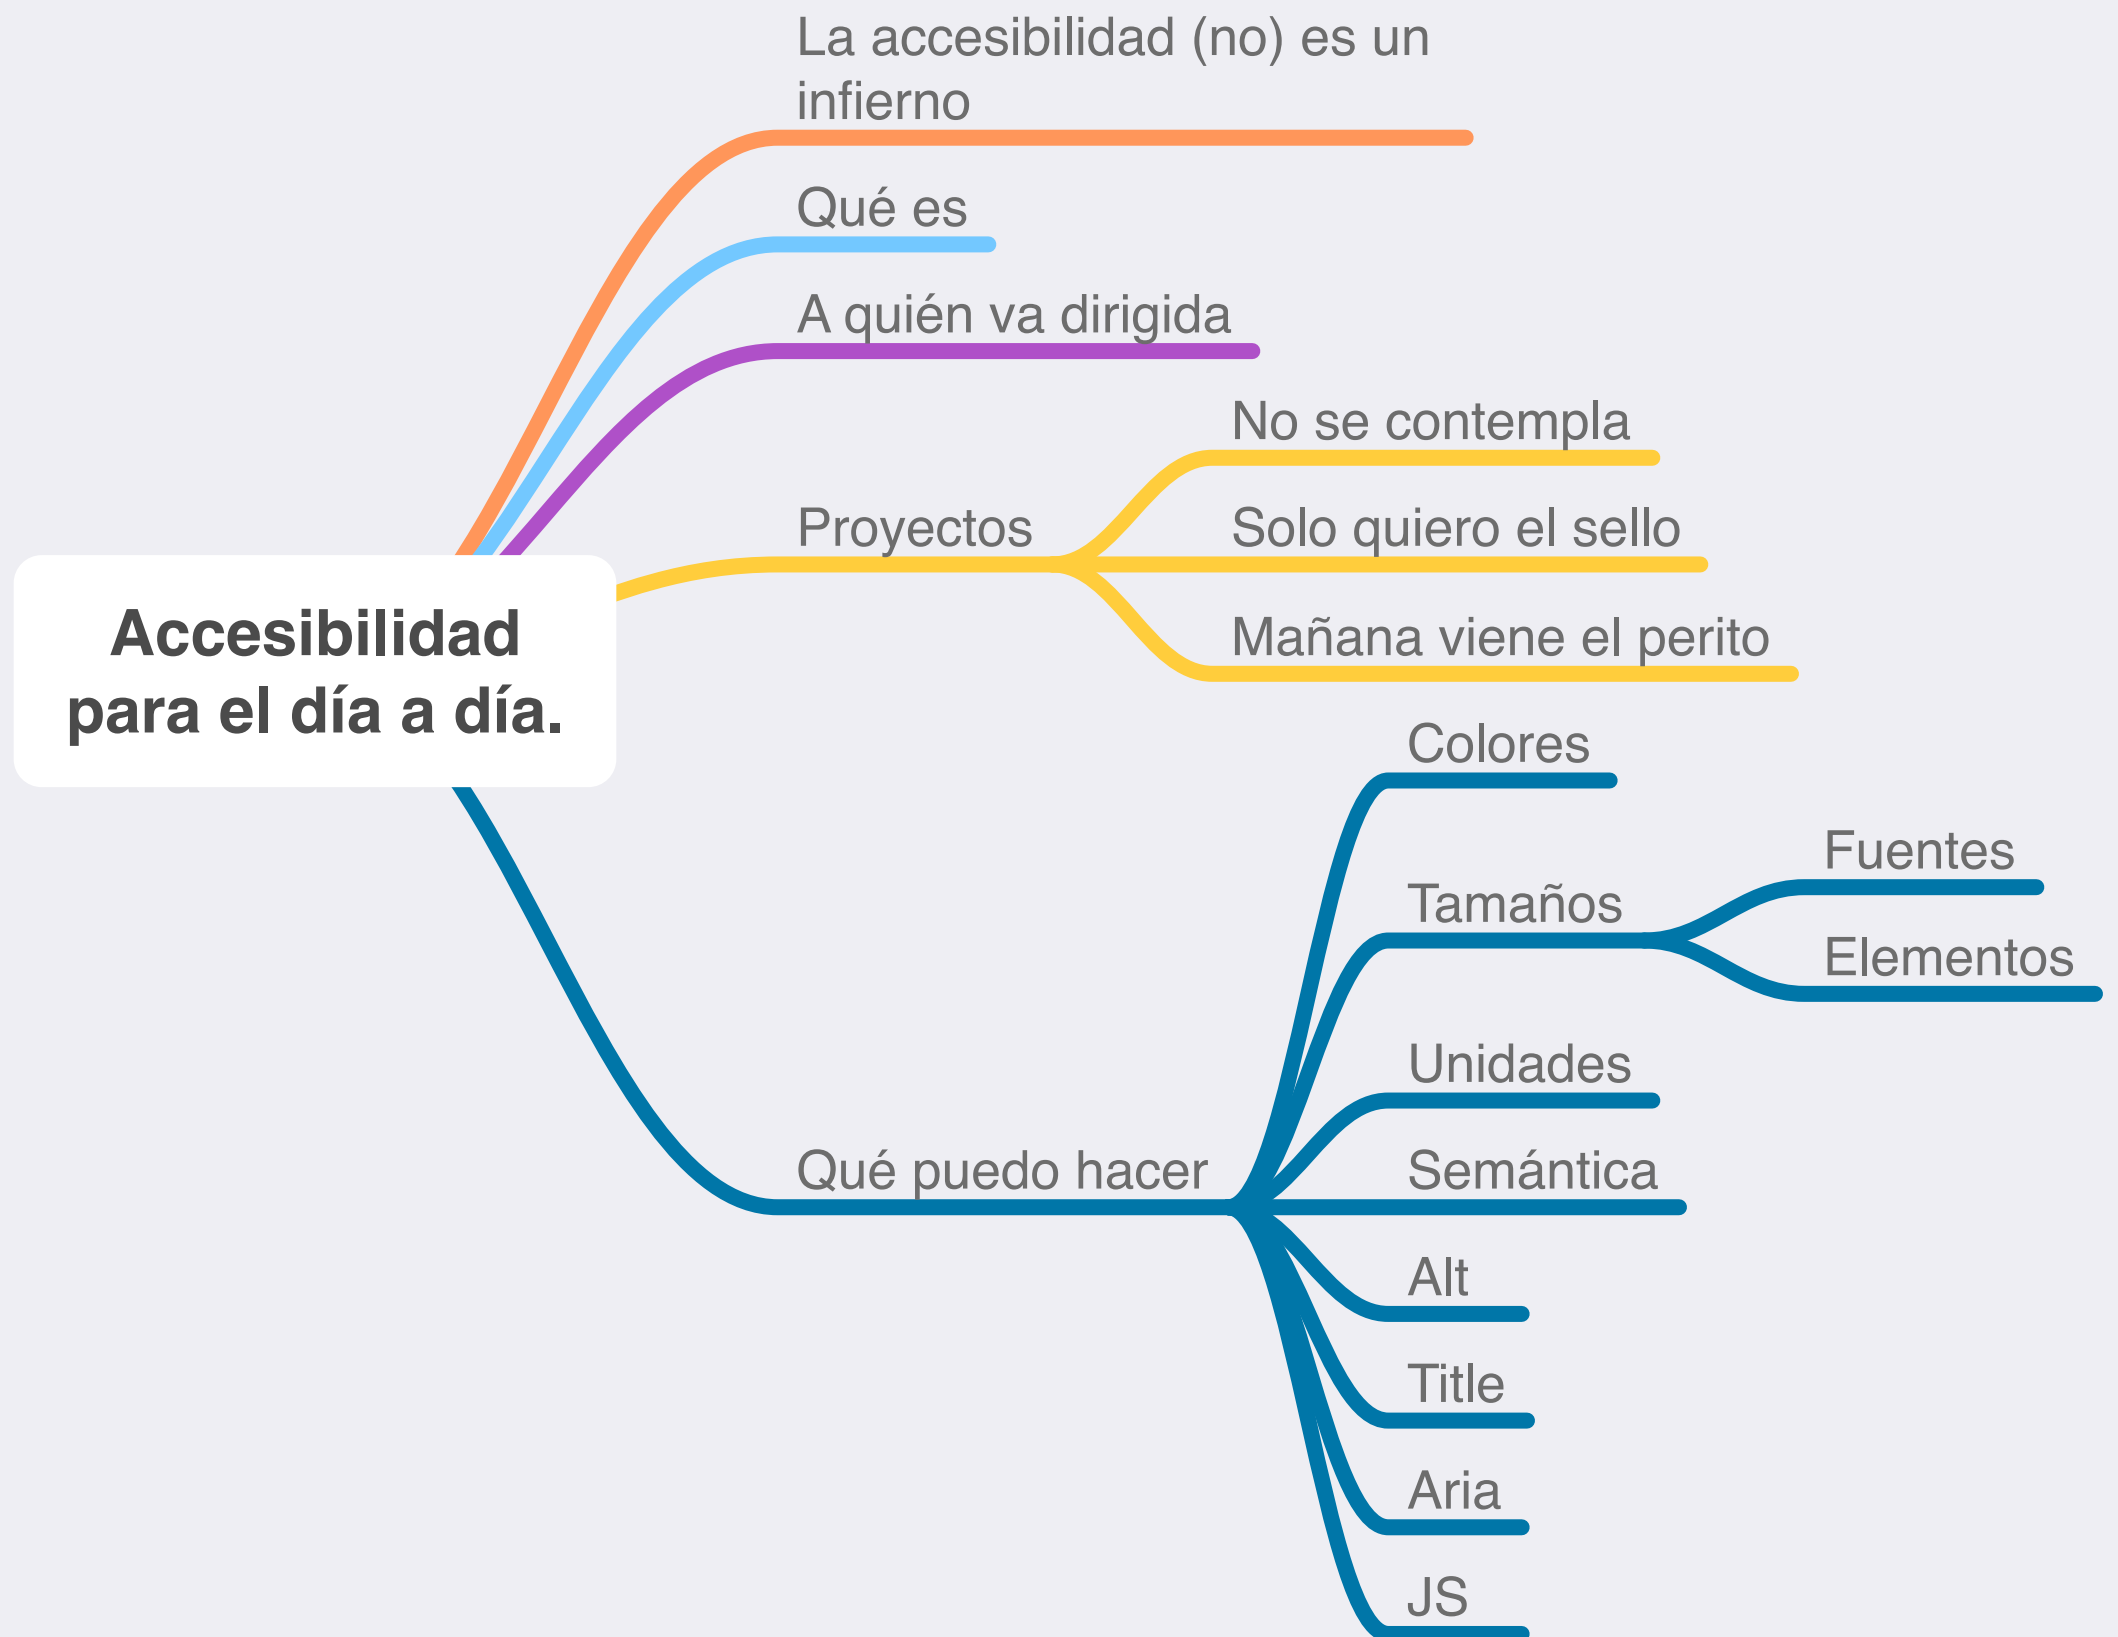 La accesibilidad (no) es un
infierno
Qué es
A quién va dirigida
No se contempla
Proyectos
Solo quiero el sello
Mañana viene el perito
Accesibilidad
para el día a día.
Colores
Fuentes
Tamaños
Elementos
Unidades
Qué puedo hacer
Semántica
Alt
Title
Aria
JS